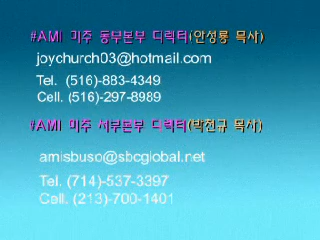 #AMI 미주 동부본부 디렉터(안성룡 목사)
joychurch03@hotmail.com
Tel. (516)-883-4349
Cell. (516)-297-8989
#AMI 미주 서부본부 디렉터(박천규 목사)
amisbuso@sbcglobal.net
Tel. (714)-537-3397
Cell. (213)-700-1401